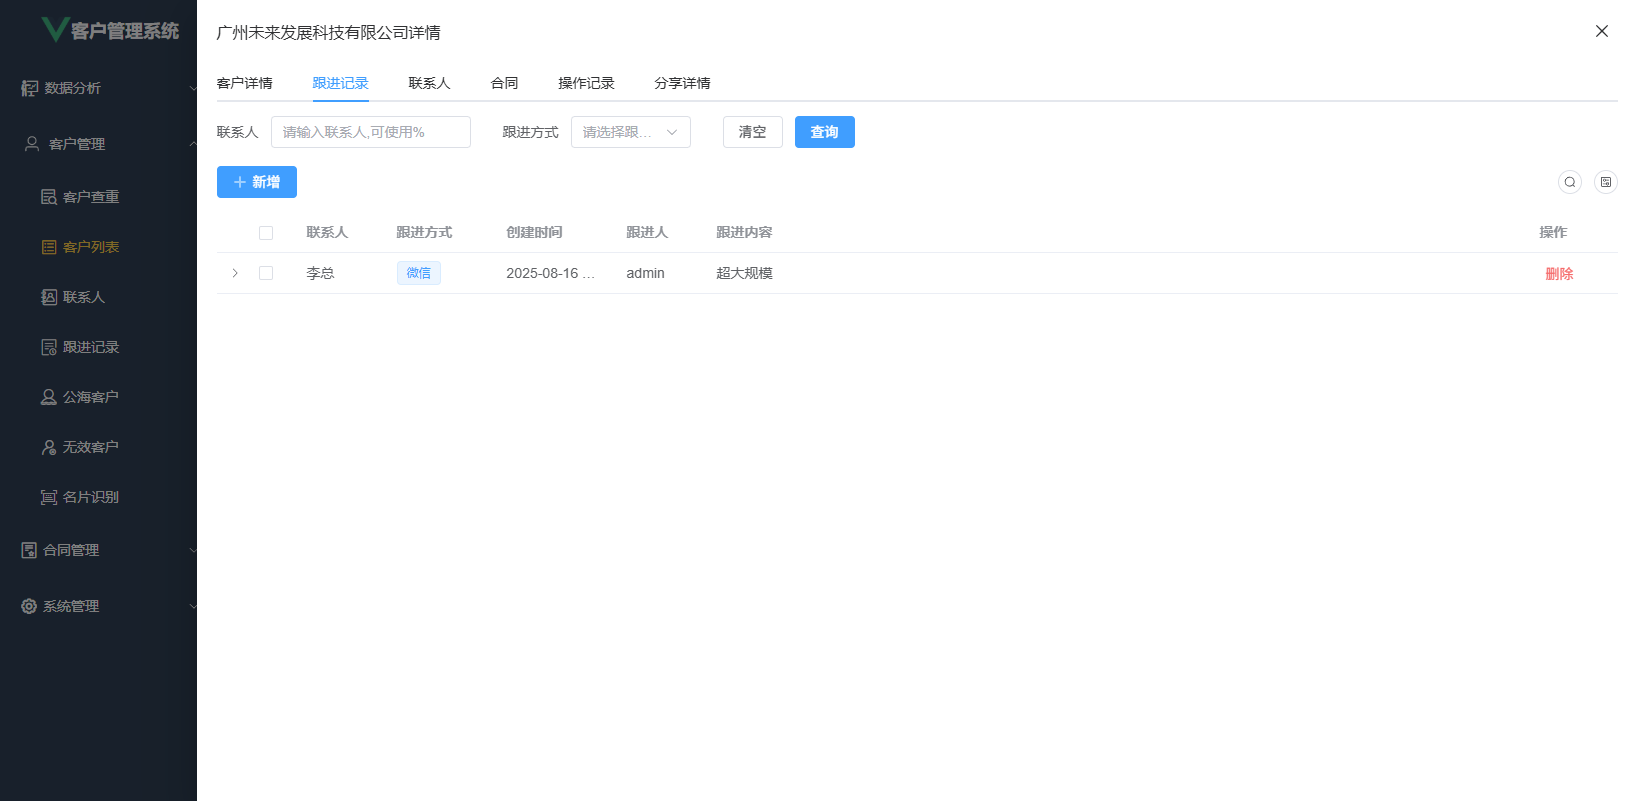 客户管理系统
数据分析
客户管理
客户查重
客户列表
联系人
跟进记录
公海客户
无效客户
名片识别
合同管理
系统管理
广州未来发展科技有限公司详情
客户详情 跟进记录 联系人 合同 操作记录 分享详情
联系人 请输入联系人,可使用% 跟进方式 请选择跟... 清空 查询
新增
联系人 跟进方式 创建时间 跟进人 跟进内容 操作
李总 微信 2025-08-16 ... admin 超大规模 删除